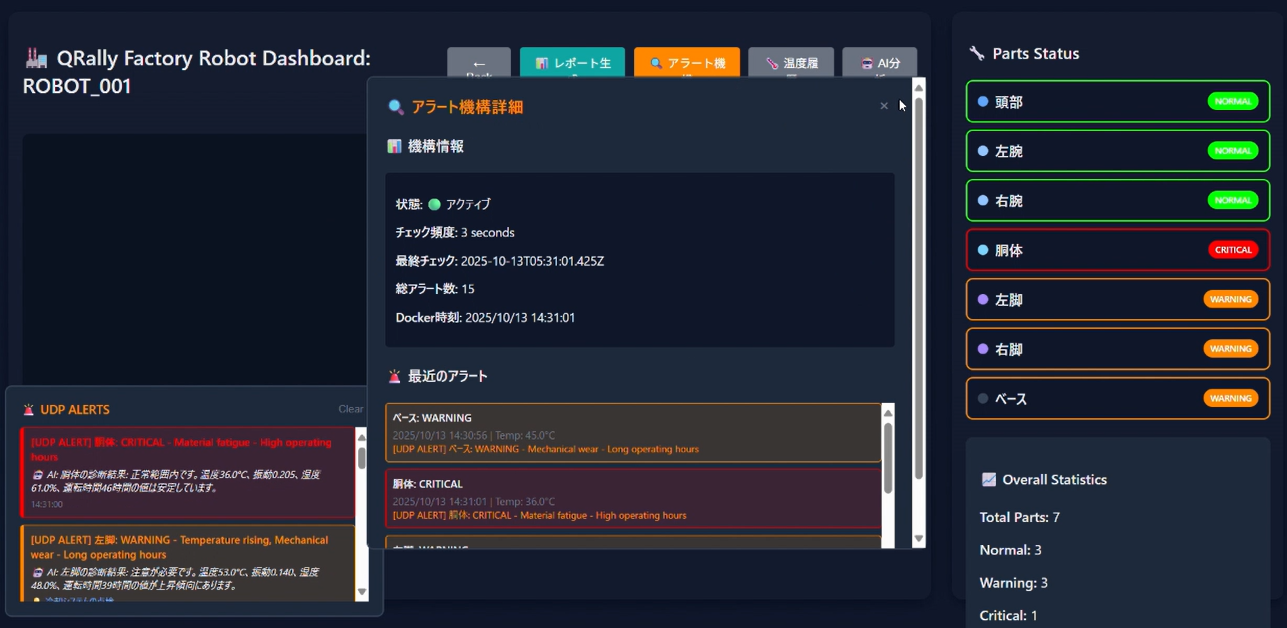 QRally Factory Robot Dashboard:
ROBOT_001
←
レポート生
アラート機
温度履
AI分
アラート機構詳細
×
機構情報
状態: アクティブ
チェック頻度: 3 seconds
最終チェック: 2025-10-13T05:31:01.425Z
総アラート数: 15
Docker時刻: 2025/10/13 14:31:01
最近のアラート
ベース: WARNING
2025/10/13 14:30:56 | Temp: 45.0°C
[UDP ALERT] ベース: WARNING - Mechanical wear - Long operating hours
胴体: CRITICAL
2025/10/13 14:31:01 | Temp: 36.0°C
[UDP ALERT] 胴体: CRITICAL - Material fatigue - High operating hours
UDP ALERTS
Clear
[UDP ALERT] 胴体: CRITICAL - Material fatigue - High operating
hours
AI: 胴体の診断結果: 正常範囲内です。温度36.0°C、振動0.205、湿度
61.0%、運転時間46時間の値は安定しています。
14:31:00
[UDP ALERT] 左脚: WARNING - Temperature rising, Mechanical
wear - Long operating hours
AI: 左脚の診断結果: 注意が必要です。温度53.0°C、振動0.140、湿度
48.0%、運転時間39時間の値が上昇傾向にあります。
Parts Status
頭部 NORMAL
左腕 NORMAL
右腕 NORMAL
胴体 CRITICAL
左脚 WARNING
右脚 WARNING
ベース WARNING
Overall Statistics
Total Parts: 7
Normal: 3
Warning: 3
Critical: 1